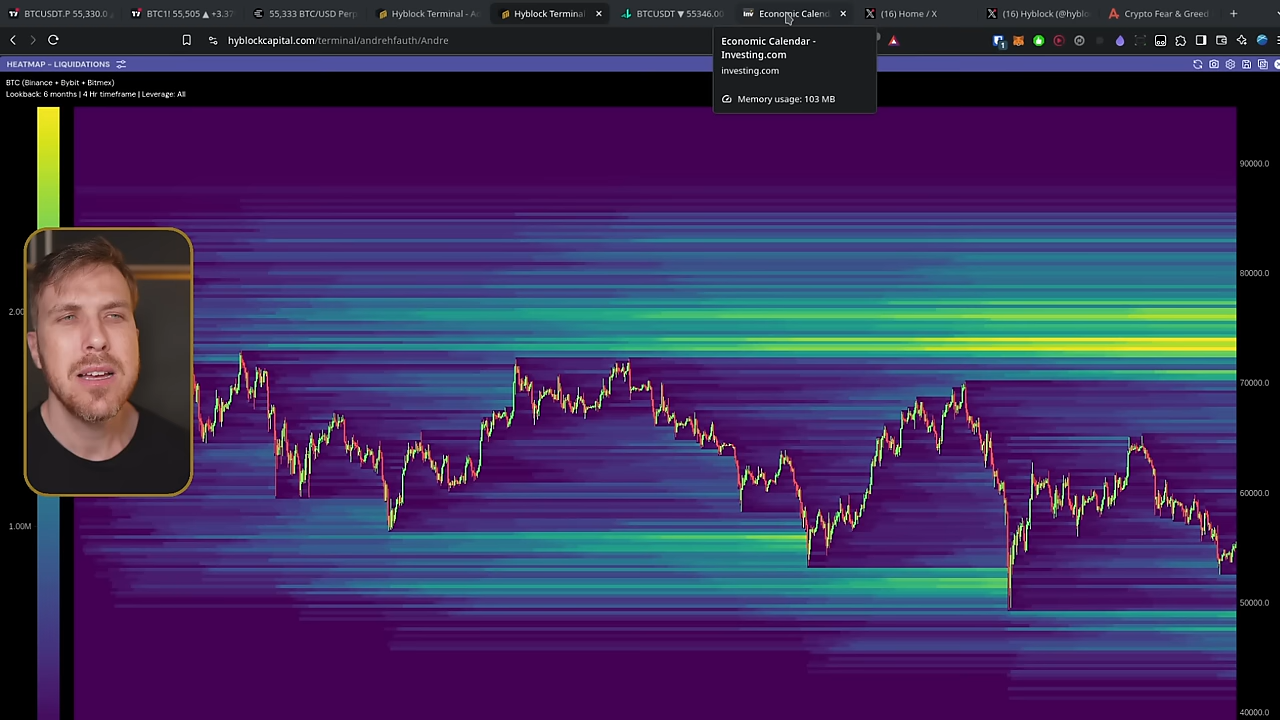 BTCUSDT.P 55,330.0
BTC1! 55,505 ▲ +3.37
55,333 BTC/USD Perp
Hyblock Terminal - Ad
Hyblock Terminal
BTCUSDT ▼ 55346.00
Economic Calend
(16) Home / X
(16) Hyblock (@hyblo
Crypto Fear & Greed
hyblockcapital.com/terminal/andrehfauth/Andre
1
Economic Calendar -
Investing.com
investing.com
Memory usage: 103 MB
HEATMAP – LIQUIDATIONS
BTC (Binance + Bybit + Bitmex)
Lookback: 6 months | 4 Hr timeframe | Leverage: All
90000.0
80000.0
2.00
70000.0
60000.0
1.00M
50000.0
40000.0